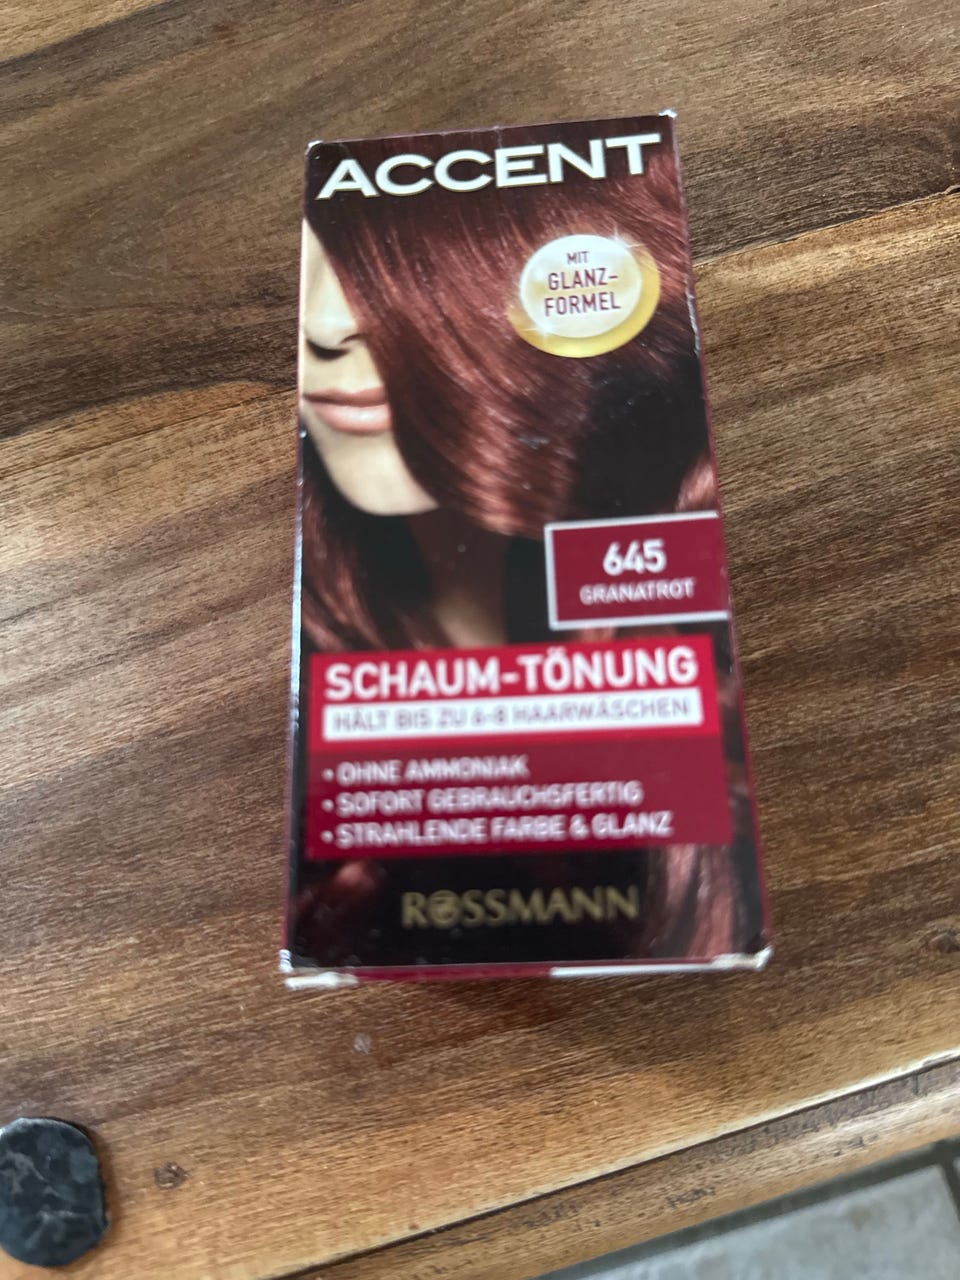 ACCENT
MIT
GLANZ-
FORMEL
645
GRANATROT
SCHAUM-TÖNUNG
HÄLT BIS ZU 6-8 HAARWÄSCHEN
• OHNE AMMONIAK
• SOFORT GEBRAUCHSFERTIG
• STRAHLENDE FARBE & GLANZ
ROSSMANN